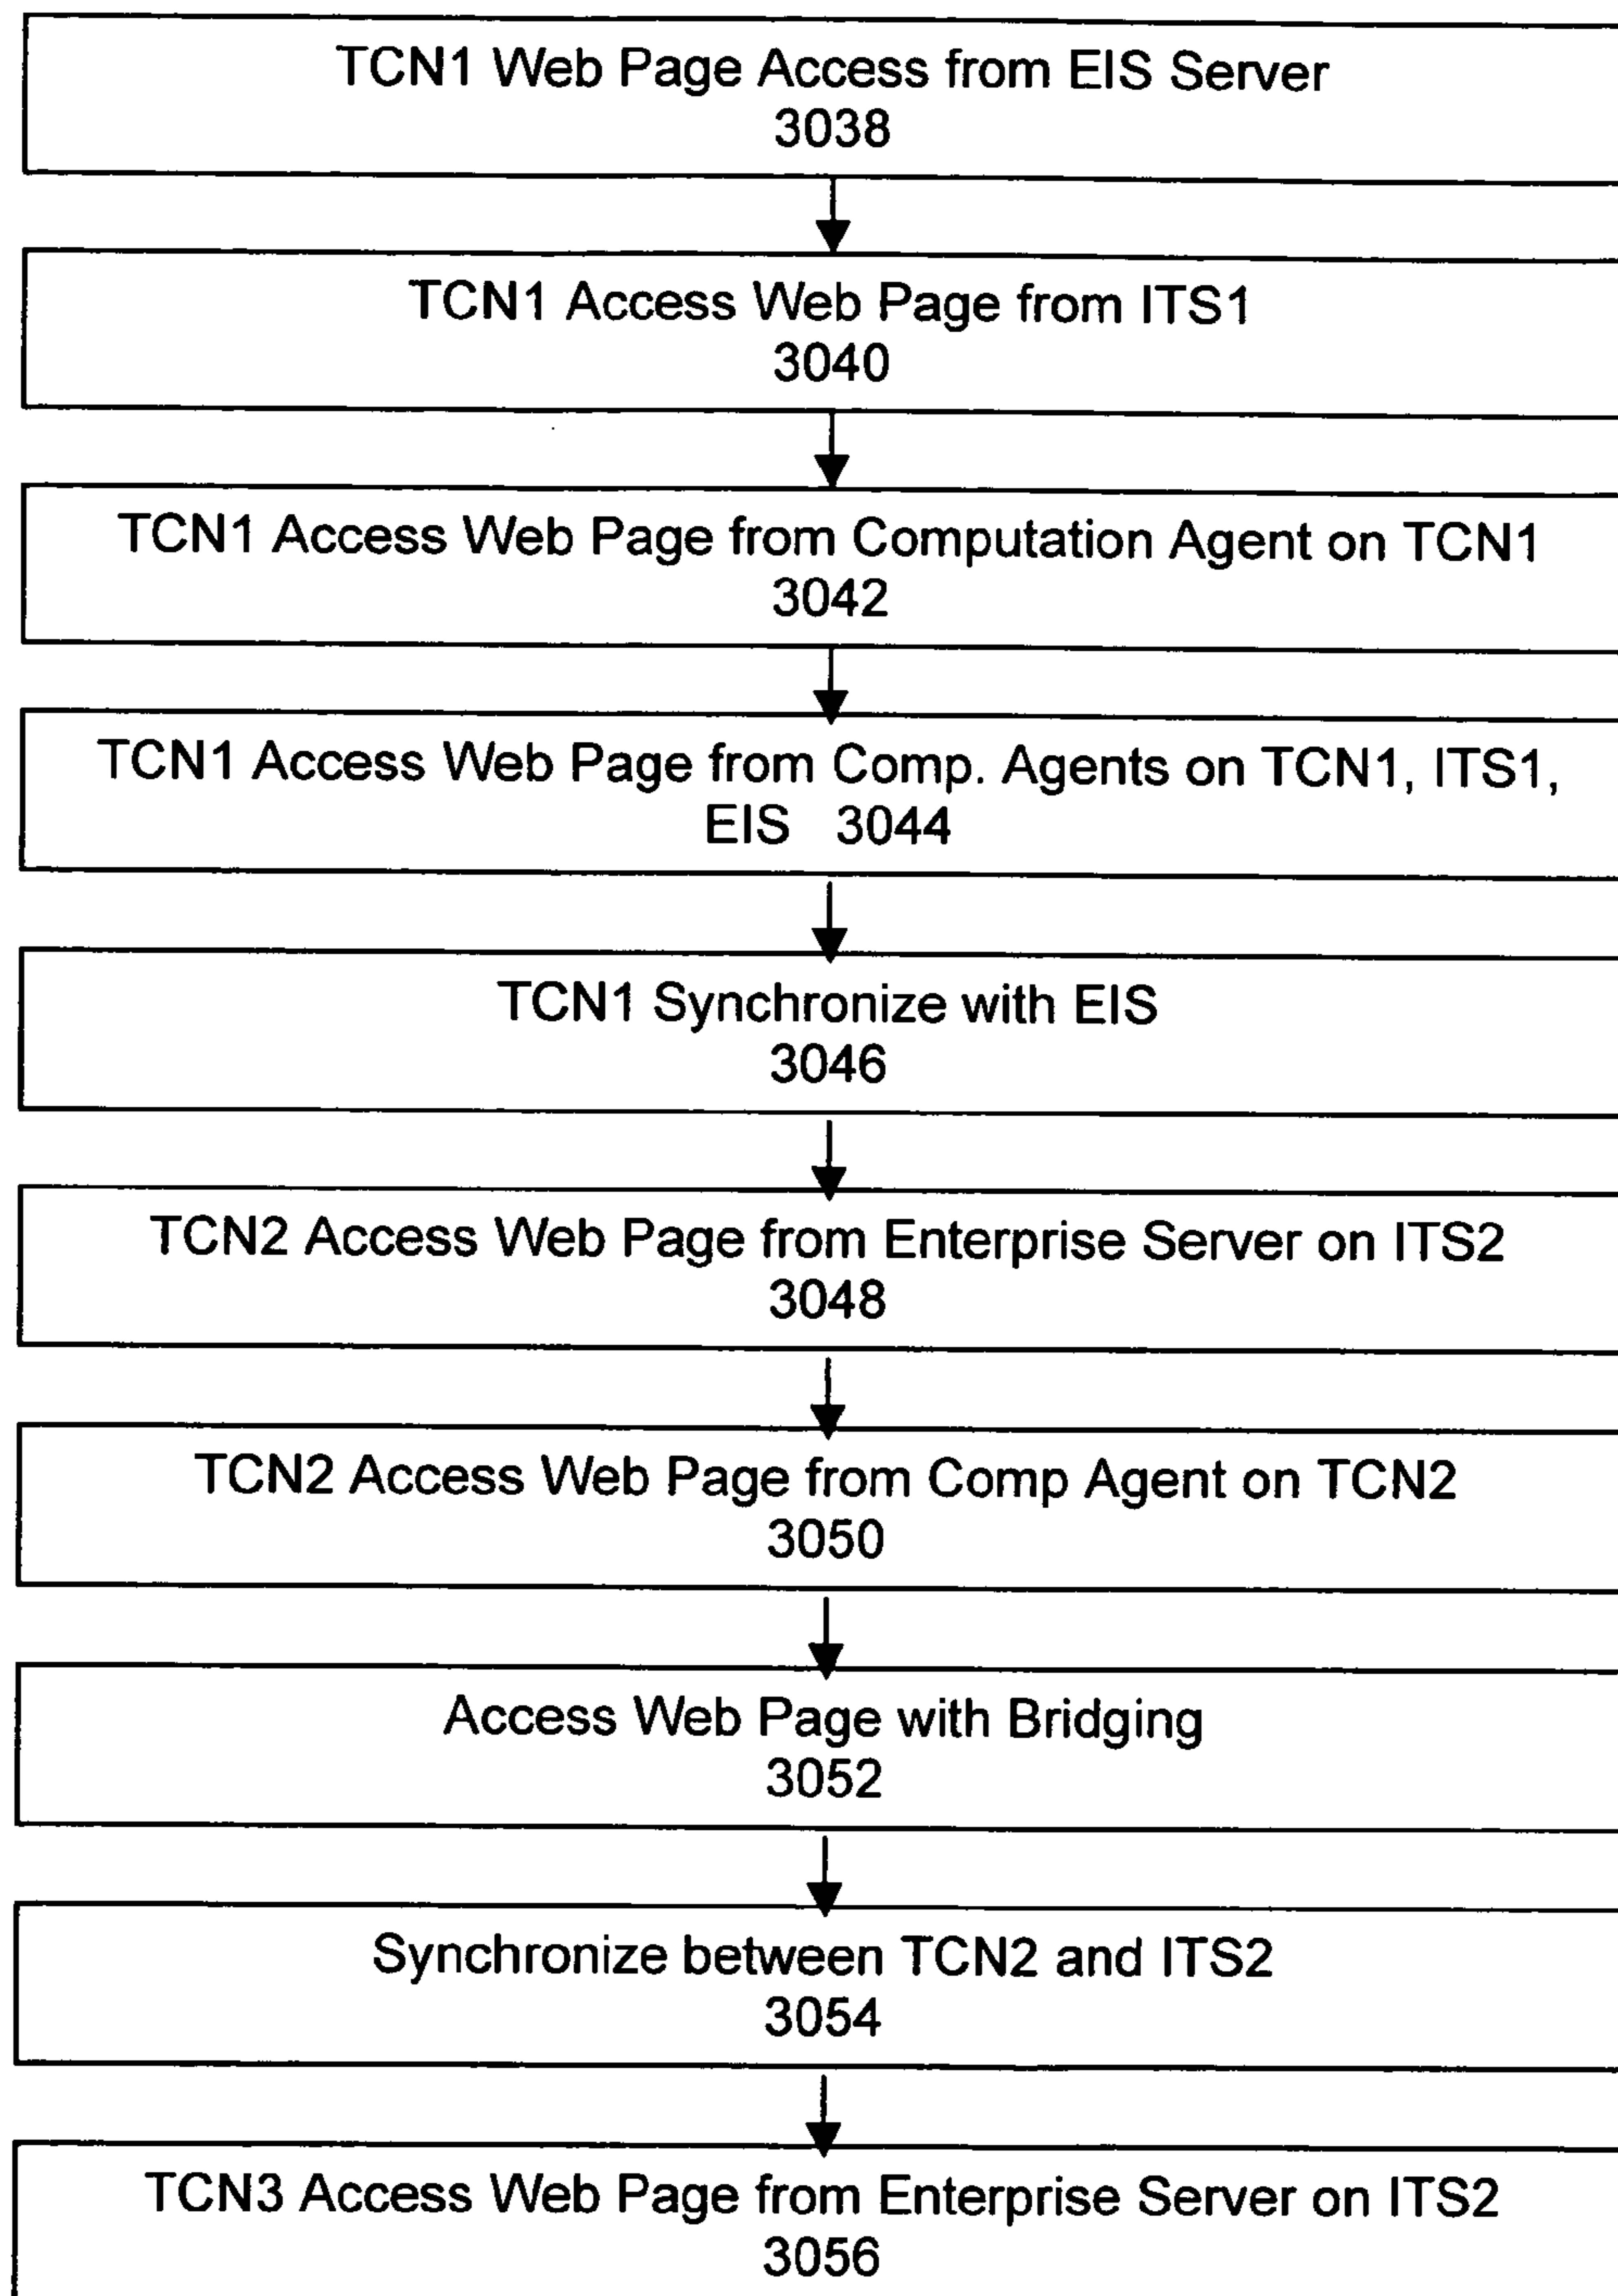 TCN1 Web Page Access from EIS Server
3038
TCN1 Access Web Page from ITS1
3040
TCN1 Access Web Page from Computation Agent on TCN1
3042
TCN1 Access Web Page from Comp. Agents on TCN1, ITS1,
EIS 3044
TCN1 Synchronize with EIS
3046
TCN2 Access Web Page from Enterprise Server on ITS2
3048
TCN2 Access Web Page from Comp Agent on TCN2
3050
Access Web Page with Bridging
3052
Synchronize between TCN2 and ITS2
3054
TCN3 Access Web Page from Enterprise Server on ITS2
3056